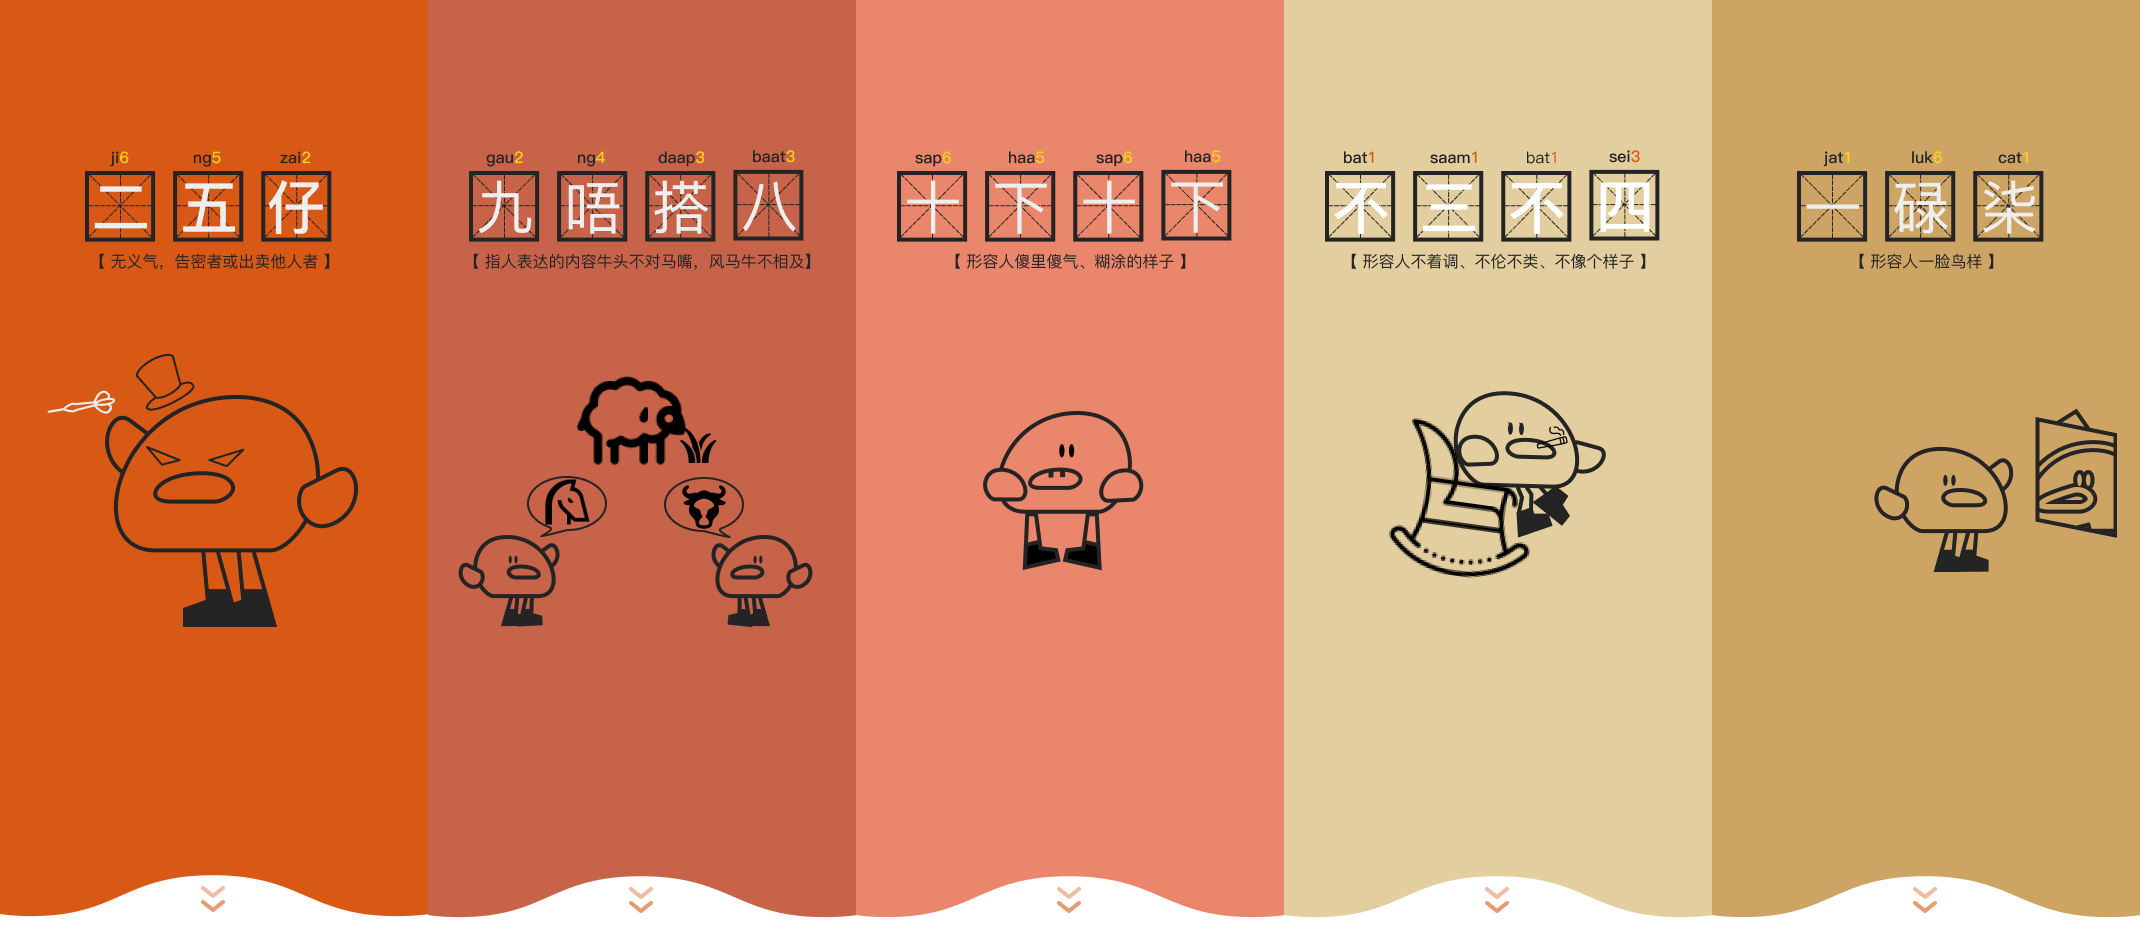 ji6 ng5 zai2
二五仔
【 无义气，告密者或出卖他人者 】
gau2 ng4 daap3 baat3
九唔搭八
【 指人表达的内容牛头不对马嘴，风马牛不相及】
sap6 haa5 sap6 haa5
十下十下
【 形容人傻里傻气、糊涂的样子 】
bat1 saam1 bat1 sei3
不三不四
【 形容人不着调、不伦不类、不像个样子 】
jat1 luk6 cat1
一碌柒
【 形容人一脸鸟样 】